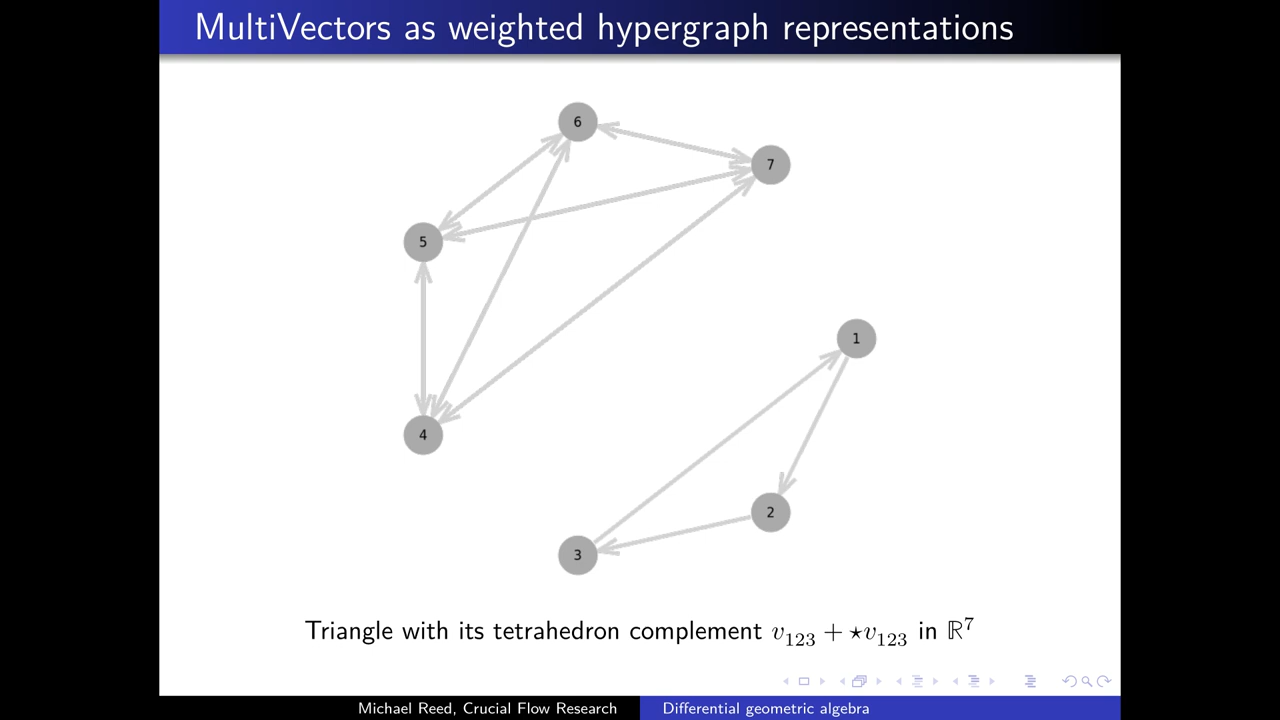 MultiVectors as weighted hypergraph representations
6
7
5
1
4
2
3
Triangle with its tetrahedron complement v₁₂₃ + ⋆v₁₂₃ in ℝ⁷
Michael Reed, Crucial Flow Research
Differential geometric algebra